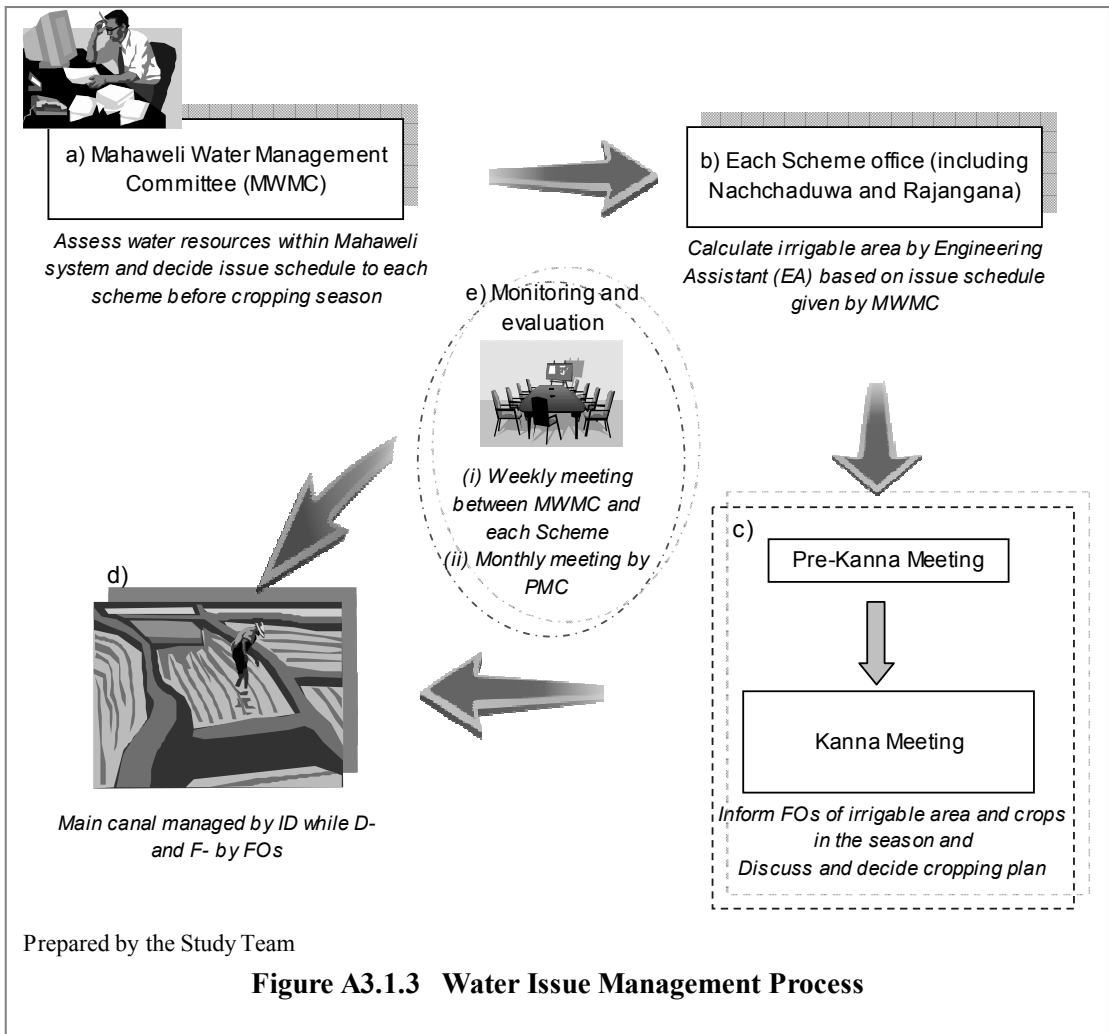 a) Mahaweli Water Management
Committee (MWMC)
Assess water resources within Mahaweli
system and decide issue schedule to each
scheme before cropping season
b) Each Scheme office (including
Nachchaduwa and Rajangana)
Calculate irrigable area by Engineering
Assistant (EA) based on issue schedule
given by MWMC
e) Monitoring and
evaluation
(i) Weekly meeting
between MWMC and
each Scheme
(ii) Monthly meeting by
PMC
c)
Pre-Kanna Meeting
Kanna Meeting
Inform FOs of irrigable area and crops
in the season and
Discuss and decide cropping plan
d)
Main canal managed by ID while D-
and F- by FOs
Prepared by the Study Team
Figure A3.1.3 Water Issue Management Process